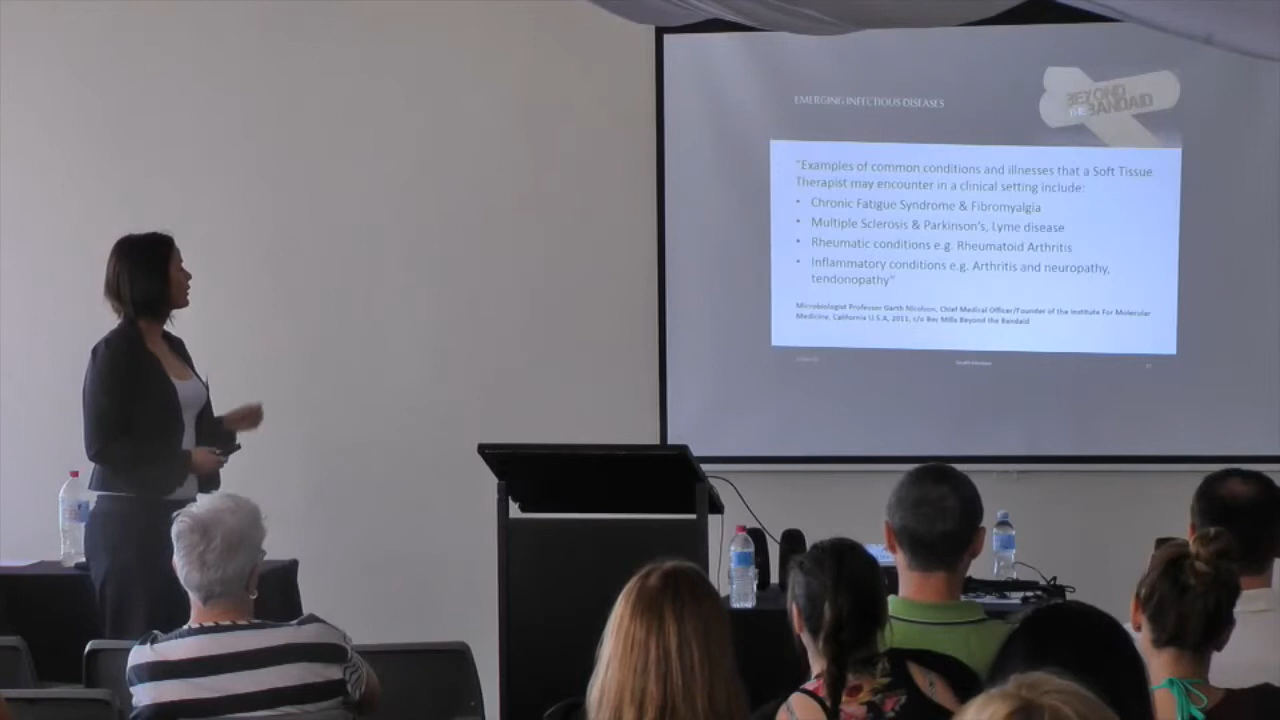 EMERGING INFECTIOUS DISEASES
BEYOND
THE BANDAID
"Examples of common conditions and illnesses that a Soft Tissue
Therapist may encounter in a clinical setting include:
• Chronic Fatigue Syndrome & Fibromyalgia
• Multiple Sclerosis & Parkinson's, Lyme disease
• Rheumatic conditions e.g. Rheumatoid Arthritis
• Inflammatory conditions e.g. Arthritis and neuropathy,
tendonopathy"
Microbiologist Professor Garth Nicolson, Chief Medical Officer/Founder of the Institute For Molecular
Medicine. California U.S.A, 2011, c/o Bec Mills Beyond the Bandaid